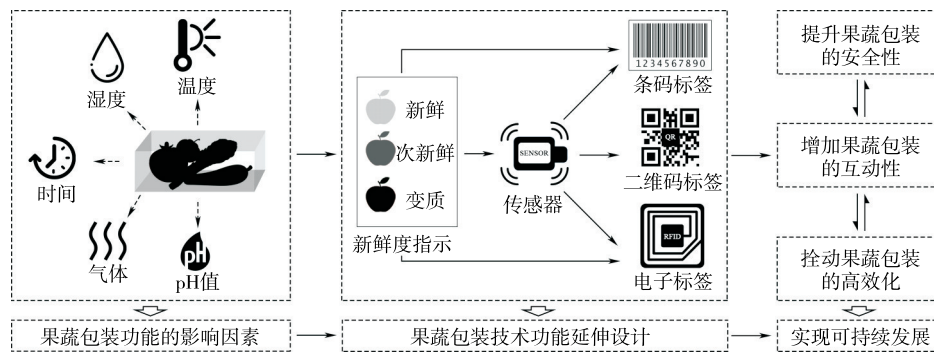 湿度
温度
时间
气体
pH
pH值
新鲜
次新鲜
变质
新鲜度指示
SENSOR
传感器
1234567890
条码标签
QR
二维码标签
RFID
电子标签
提升果蔬包装
的安全性
增加果蔬包装
的互动性
拴动果蔬包装
的高效化
果蔬包装功能的影响因素
果蔬包装技术功能延伸设计
实现可持续发展